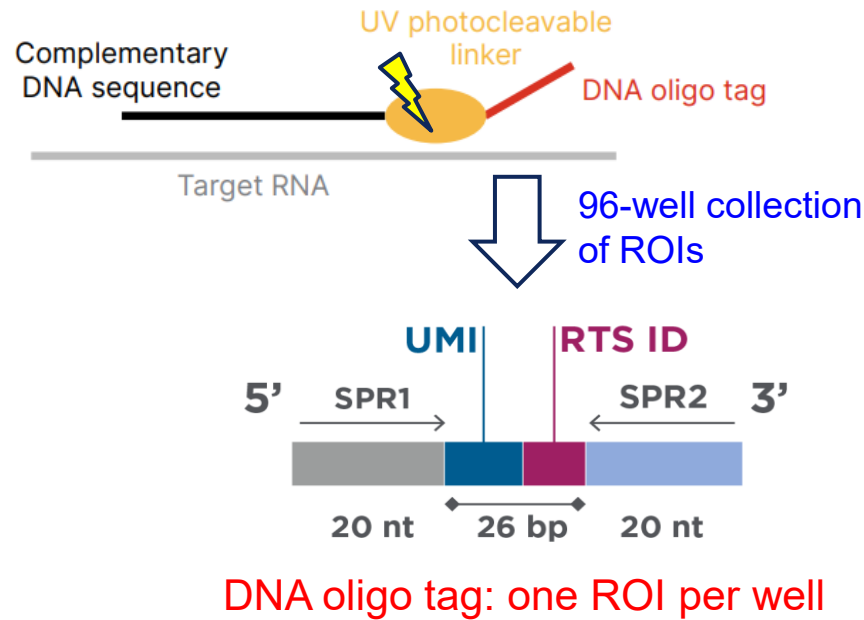 UV photocleavable
linker
Complementary
DNA sequence
DNA oligo tag
Target RNA
96-well collection
of ROIs
UMI
RTS ID
5’
SPR1
SPR2
3’
20 nt
26 bp
20 nt
DNA oligo tag: one ROI per well